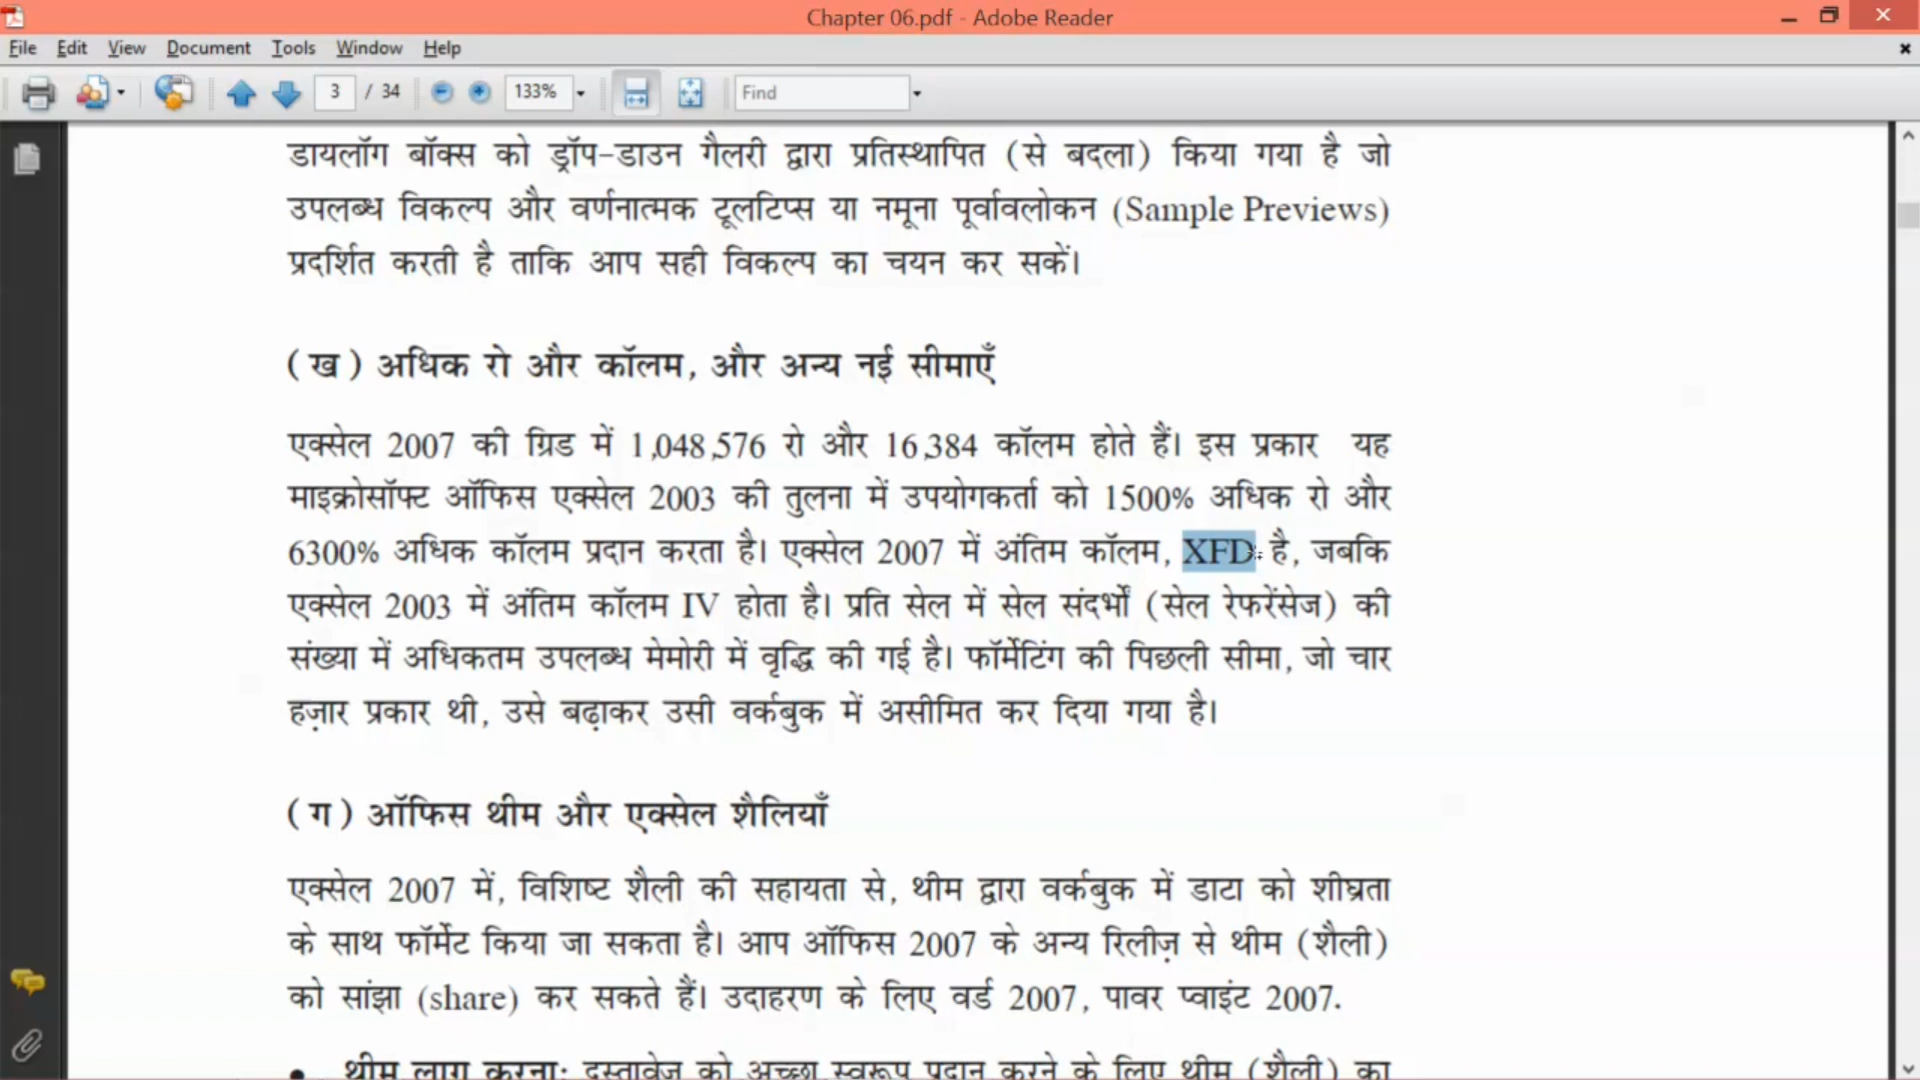 Chapter 06.pdf - Adobe Reader
File Edit View Document Tools Window Help
3 / 34 133% Find
डायलॉग बॉक्स को ड्रॉप-डाउन गैलरी द्वारा प्रतिस्थापित (से बदला) किया गया है जो
उपलब्ध विकल्प और वर्णनात्मक टूलटिप्स या नमूना पूर्वावलोकन (Sample Previews)
प्रदर्शित करती है ताकि आप सही विकल्प का चयन कर सकें।
(ख) अधिक रो और कॉलम, और अन्य नई सीमाएँ
एक्सेल 2007 की ग्रिड में 1,048,576 रो और 16,384 कॉलम होते हैं। इस प्रकार यह
माइक्रोसॉफ्ट ऑफिस एक्सेल 2003 की तुलना में उपयोगकर्ता को 1500% अधिक रो और
6300% अधिक कॉलम प्रदान करता है। एक्सेल 2007 में अंतिम कॉलम, XFD है, जबकि
एक्सेल 2003 में अंतिम कॉलम IV होता है। प्रति सेल में सेल संदर्भों (सेल रेफरेंसेज) की
संख्या में अधिकतम उपलब्ध मेमोरी में वृद्धि की गई है। फॉर्मेटिंग की पिछली सीमा, जो चार
हज़ार प्रकार थी, उसे बढ़ाकर उसी वर्कबुक में असीमित कर दिया गया है।
(ग) ऑफिस थीम और एक्सेल शैलियाँ
एक्सेल 2007 में, विशिष्ट शैली की सहायता से, थीम द्वारा वर्कबुक में डाटा को शीघ्रता
के साथ फॉर्मेट किया जा सकता है। आप ऑफिस 2007 के अन्य रिलीज़ से थीम (शैली)
को सांझा (share) कर सकते हैं। उदाहरण के लिए वर्ड 2007, पावर प्वाइंट 2007.
• थीम लागू करना: दस्तावेज़ को अच्छा स्वरूप प्रदान करने के लिए थीम (शैली) का